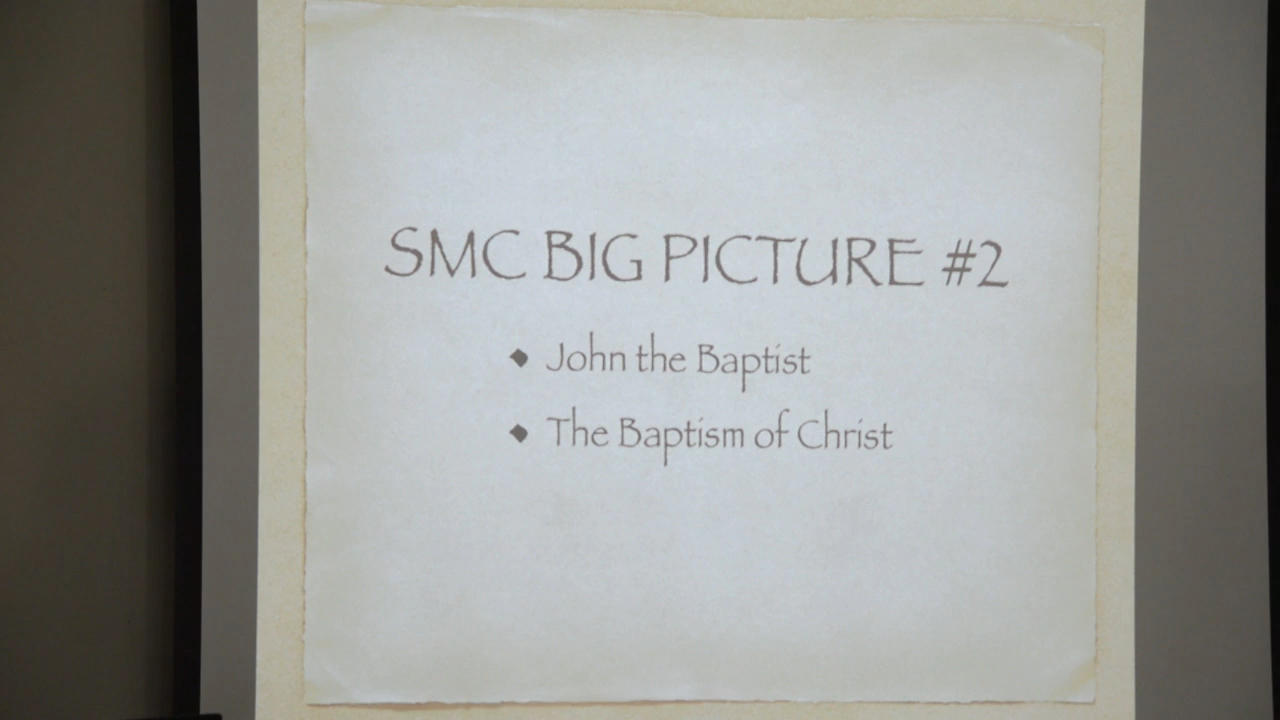 SMC BIG PICTURE #2
◆ John the Baptist
◆ The Baptism of Christ